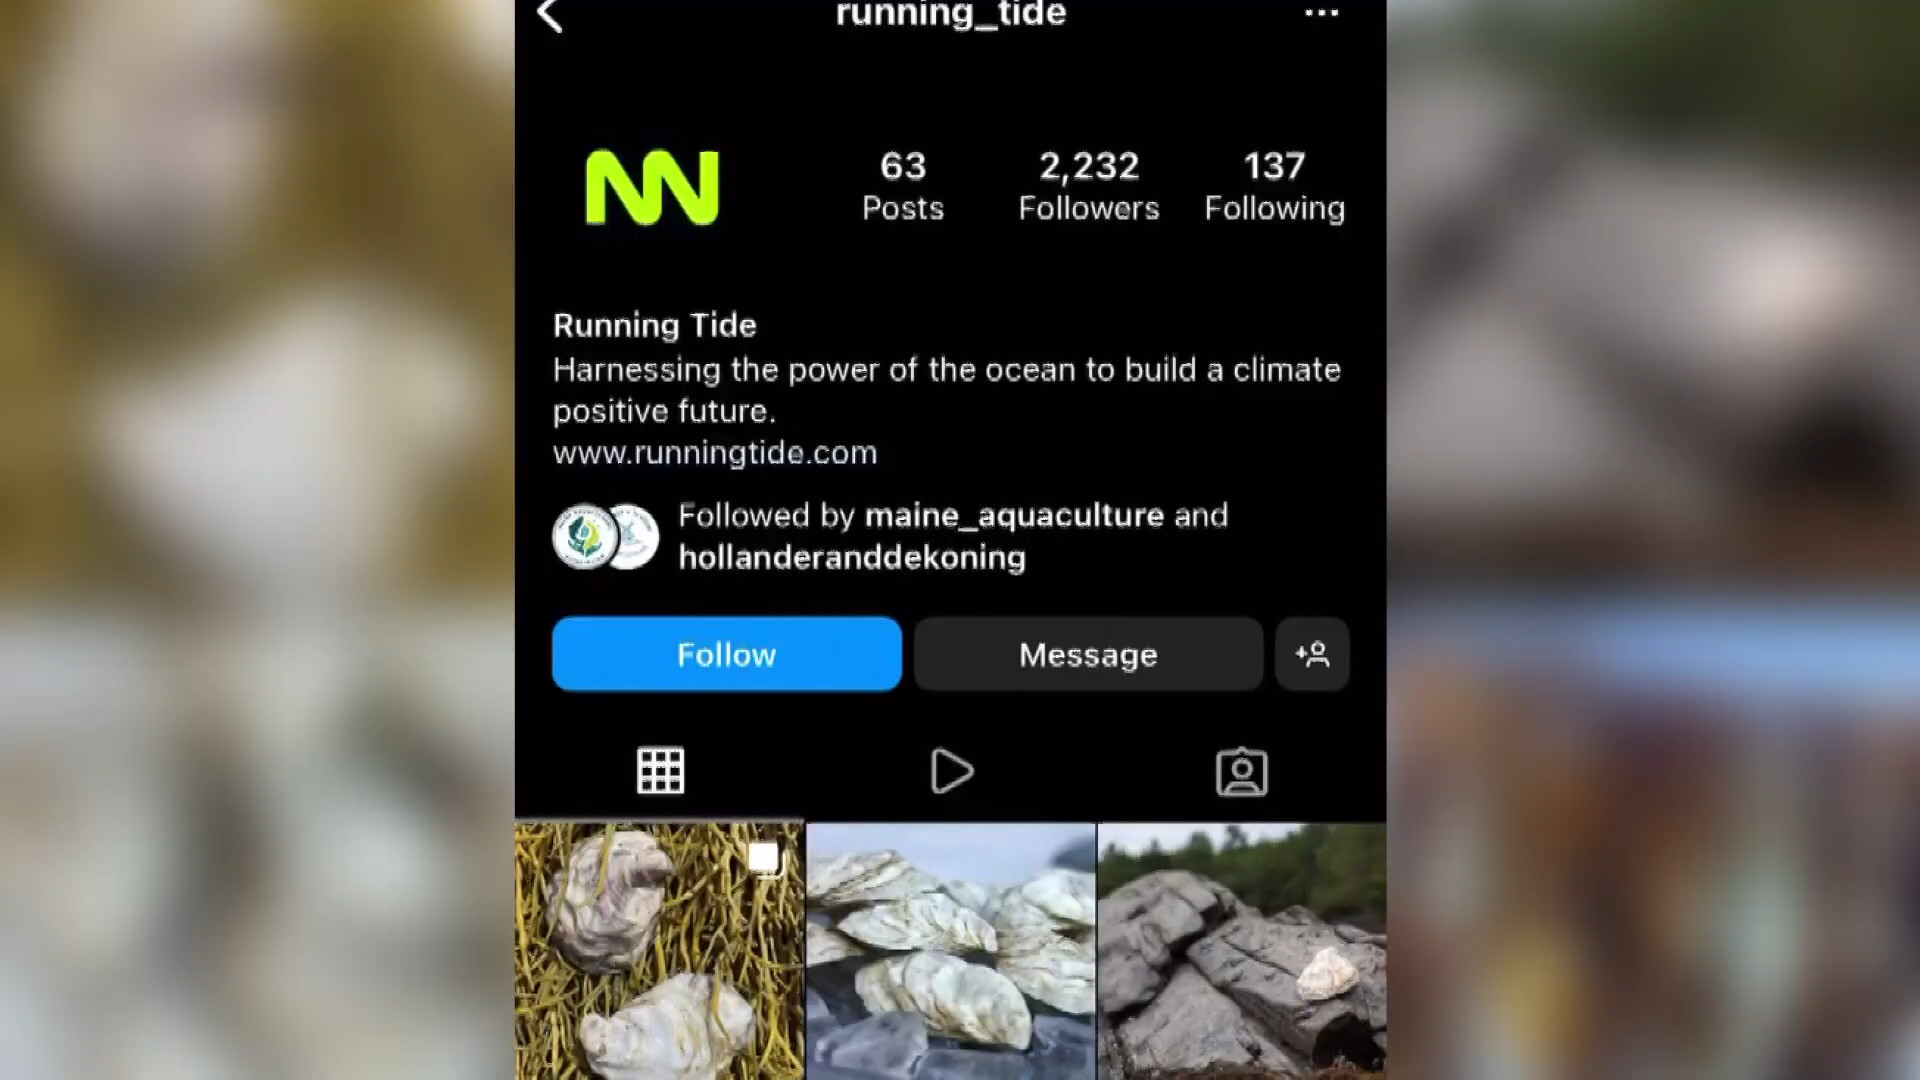 running_tide
63
Posts
2,232
Followers
137
Following
Running Tide
Harnessing the power of the ocean to build a climate
positive future.
www.runningtide.com
Followed by maine_aquaculture and
hollanderanddekoning
Follow
Message